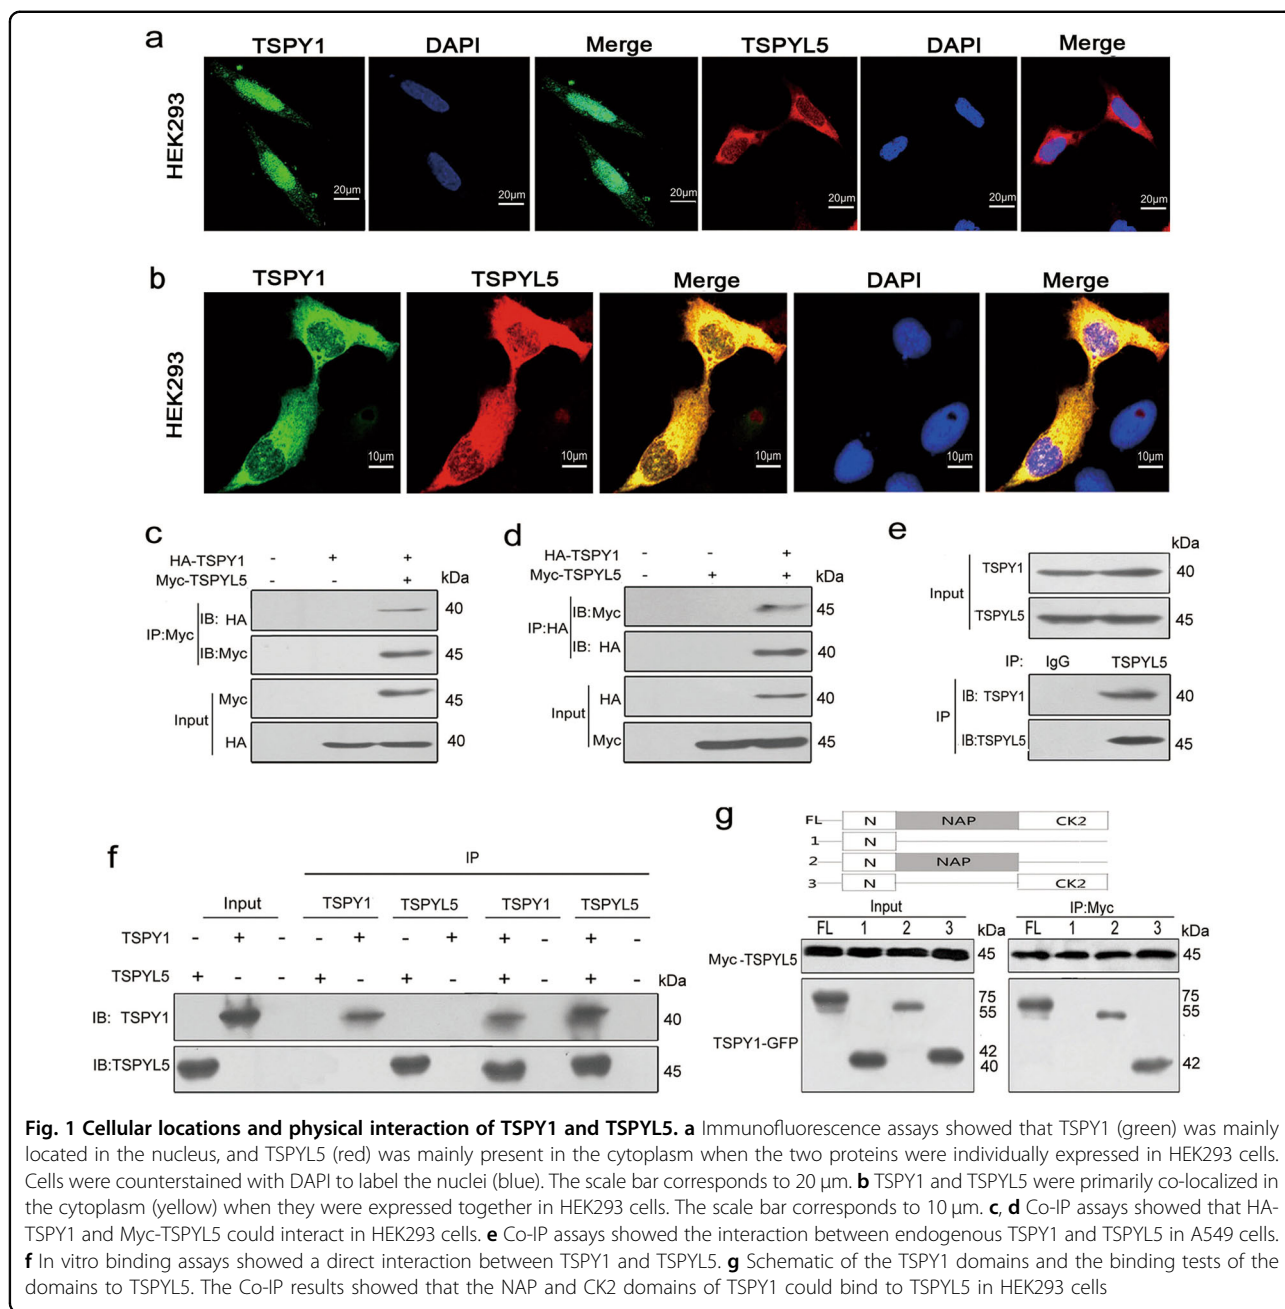 a
TSPY1 DAPI Merge TSPYL5 DAPI Merge
HEK293
20μm 20μm 20μm 20μm 20μm 20μm
b
TSPY1 TSPYL5 Merge DAPI Merge
HEK293
10μm 10μm 10μm 10μm 10μm
c
HA-TSPY1 - + +
Myc-TSPYL5 - - + kDa
IP:Myc
IB: HA 40
IB:Myc 45
Input
Myc 45
HA 40
d
HA-TSPY1 - - +
Myc-TSPYL5 - + + kDa
IP:HA
IB:Myc 45
IB: HA 40
Input
HA 40
Myc 45
e
kDa
Input
TSPY1 40
TSPYL5 45
IP: IgG TSPYL5
IP
IB: TSPY1 40
IB:TSPYL5 45
f
IP
Input TSPY1 TSPYL5 TSPY1 TSPYL5
TSPY1 - + - - + - + + - + -
TSPYL5 + - - + - + - + - + - kDa
IB: TSPY1 40
IB:TSPYL5 45
g
FL N NAP CK2
1 N
2 N NAP
3 N CK2
Input IP:Myc
FL 1 2 3 kDa FL 1 2 3 kDa
Myc-TSPYL5 45 45
TSPY1-GFP
75 75
55 55
42 42
40
Fig. 1 Cellular locations and physical interaction of TSPY1 and TSPYL5. a Immunofluorescence assays showed that TSPY1 (green) was mainly
located in the nucleus, and TSPYL5 (red) was mainly present in the cytoplasm when the two proteins were individually expressed in HEK293 cells.
Cells were counterstained with DAPI to label the nuclei (blue). The scale bar corresponds to 20 μm. b TSPY1 and TSPYL5 were primarily co-localized in
the cytoplasm (yellow) when they were expressed together in HEK293 cells. The scale bar corresponds to 10 μm. c, d Co-IP assays showed that HA-
TSPY1 and Myc-TSPYL5 could interact in HEK293 cells. e Co-IP assays showed the interaction between endogenous TSPY1 and TSPYL5 in A549 cells.
f In vitro binding assays showed a direct interaction between TSPY1 and TSPYL5. g Schematic of the TSPY1 domains and the binding tests of the
domains to TSPYL5. The Co-IP results showed that the NAP and CK2 domains of TSPY1 could bind to TSPYL5 in HEK293 cells